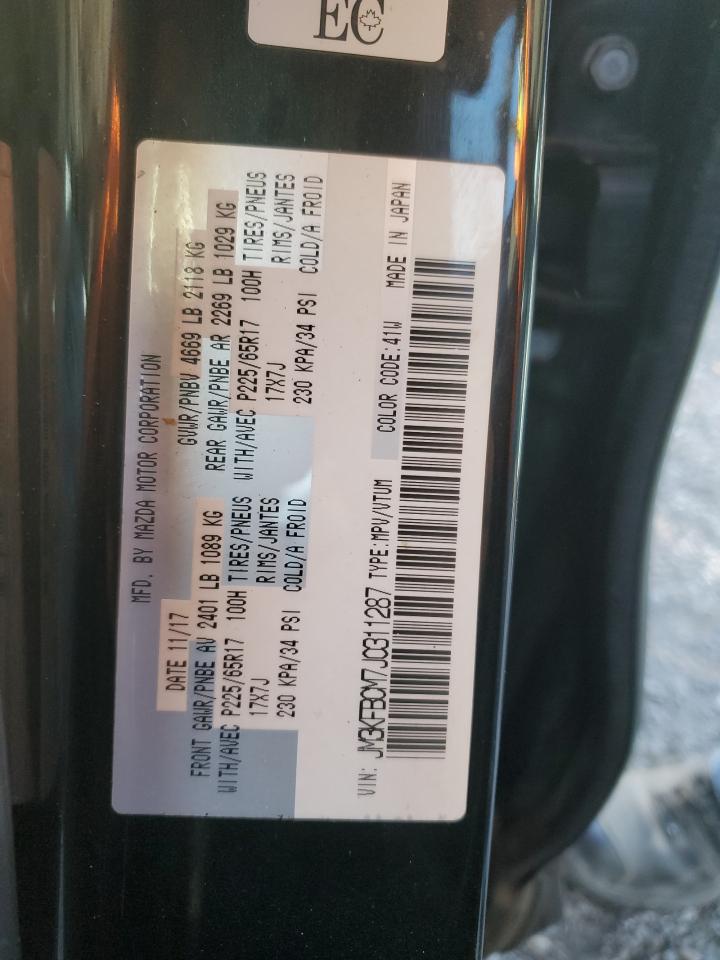 EC
MFD. BY MAZDA MOTOR CORPORATION
DATE 11/17 GVWR/PNBV 4669 LB 2118 KG
FRONT GAWR/PNBE AV 2401 LB 1089 KG REAR GAWR/PNBE AR 2269 LB 1029 KG
WITH/AVEC P225/65R17 100H TIRES/PNEUS WITH/AVEC P225/65R17 100H TIRES/PNEUS
17X7J RIMS/JANTES 17X7J RIMS/JANTES
230 KPA/34 PSI COLD/A FROID 230 KPA/34 PSI COLD/A FROID
VIN: JM3KFBCM7J0311287 TYPE:MPV/VTUM COLOR CODE:41W MADE IN JAPAN